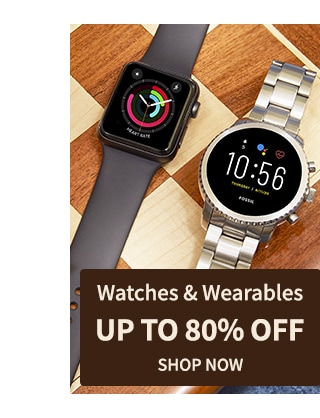 HEART RATE
10:56
FOSSIL
Watches & Wearables
UP TO 80% OFF
SHOP NOW